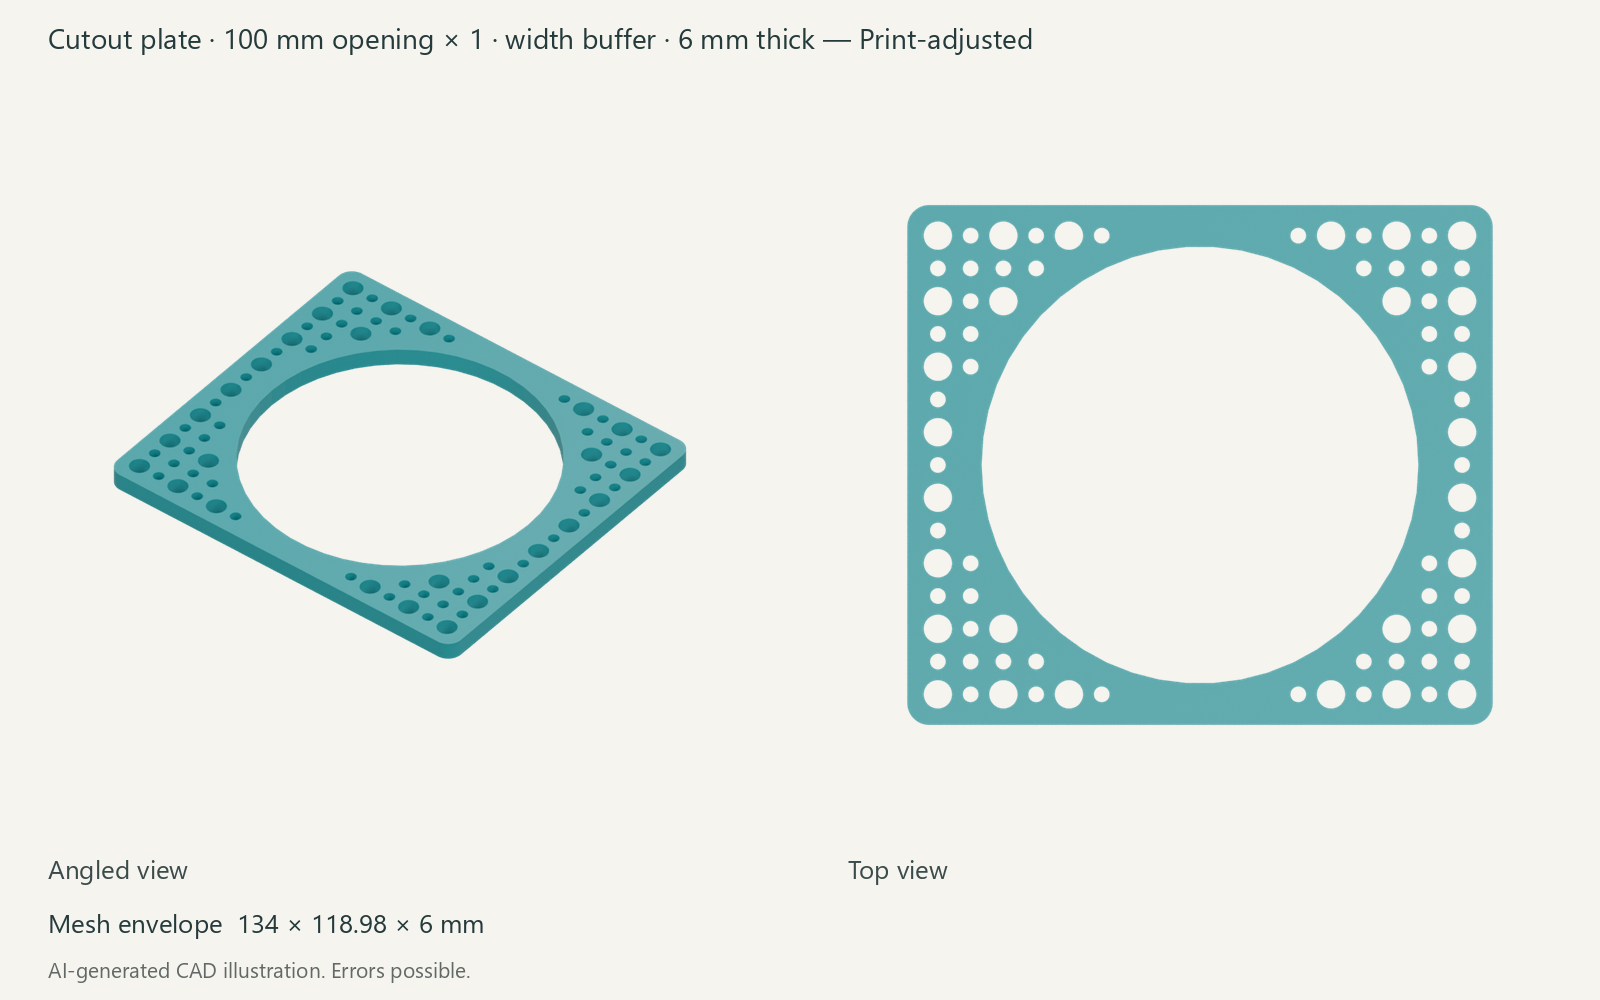 Cutout plate · 100 mm opening × 1 · width buffer · 6 mm thick — Print-adjusted
Angled view
Top view
Mesh envelope 134 × 118.98 × 6 mm
AI-generated CAD illustration. Errors possible.